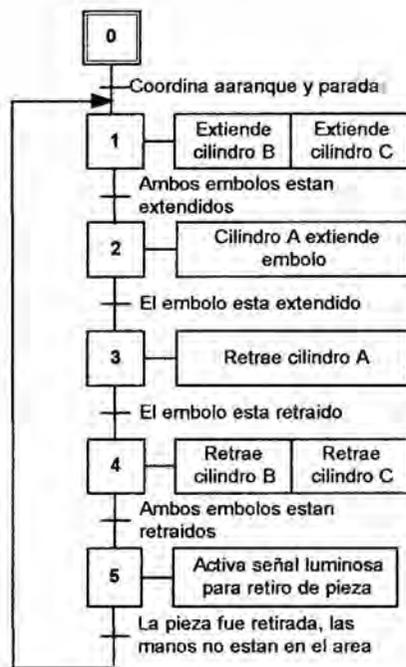 0
Coordina aaranque y parada
1
Extiende
cilindro B
Extiende
cilindro C
Ambos embolos estan
extendidos
2
Cilindro A extiende
embolo
El embolo esta extendido
3
Retrae cilindro A
El embolo esta retraido
4
Retrae
cilindro B
Retrae
cilindro C
Ambos embolos estan
retraidos
5
Activa señal luminosa
para retiro de pieza
La pieza fue retirada, las
manos no estan en el area